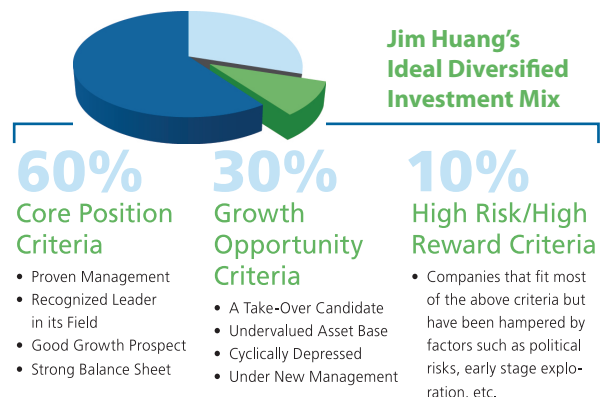 Jim Huang's
Ideal Diversified
Investment Mix
60%
Core Position
Criteria
• Proven Management
• Recognized Leader
in its Field
• Good Growth Prospect
• Strong Balance Sheet
30%
Growth
Opportunity
Criteria
• A Take-Over Candidate
• Undervalued Asset Base
• Cyclically Depressed
• Under New Management
10%
High Risk/High
Reward Criteria
• Companies that fit most
of the above criteria but
have been hampered by
factors such as political
risks, early stage explo-
ration, etc.